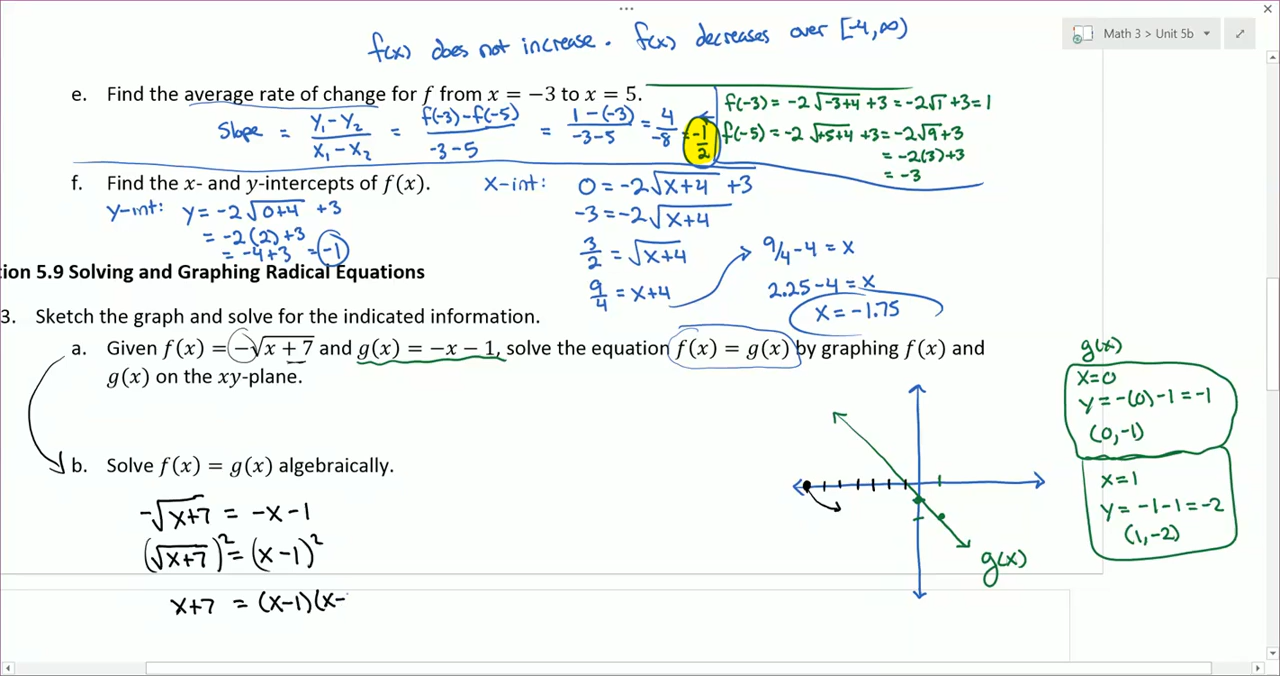 f(x) does not increase. f(x) decreases over [-4,∞)
Math 3 > Unit 5b
e. Find the average rate of change for f from x = −3 to x = 5.
Slope = (Y₁ - Y₂)/(X₁ - X₂) = (f(-3) - f(-5))/(-3-5) = (1-(-3))/(-3-5) = 4/-8 = -1/2
f(-3) = -2√(-3+4) +3 = -2√1 +3 = 1
f(-5) = -2√(+5+4) +3 = -2√9 +3
= -2(3)+3
= -3
f. Find the x- and y-intercepts of f(x).
Y-int: y = -2√(0+4) +3
= -2(2)+3
= -4+3 = -1
X-int: 0 = -2√(x+4) +3
-3 = -2√(x+4)
3/2 = √(x+4)
9/4 = x+4
9/4 - 4 = x
2.25-4 = x
x = -1.75
ion 5.9 Solving and Graphing Radical Equations
3. Sketch the graph and solve for the indicated information.
a. Given f(x) = −√(x + 7) and g(x) = −x − 1, solve the equation f(x) = g(x) by graphing f(x) and
g(x) on the xy-plane.
g(x)
x=0
y = -(0)-1 = -1
(0,-1)
x=1
y = -1-1 = -2
(1,-2)
g(x)
b. Solve f(x) = g(x) algebraically.
-√(x+7) = -x-1
(√(x+7))² = (x-1)²
x+7 = (x-1)(x-